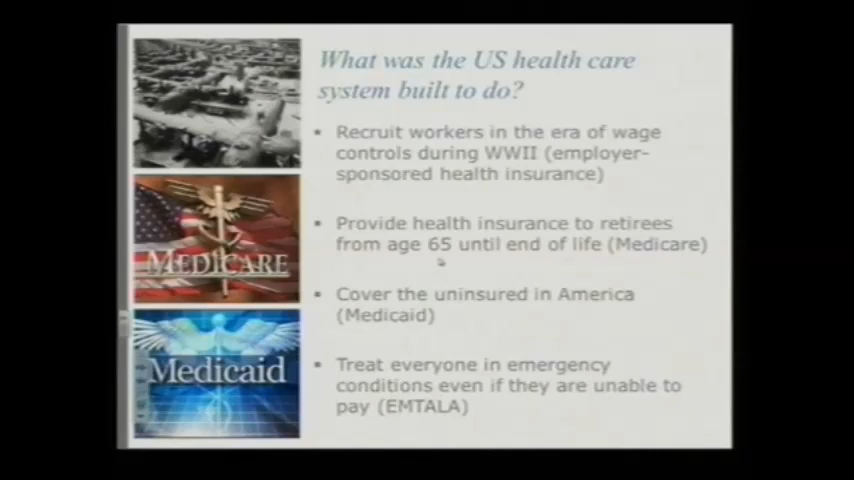 What was the US health care
system built to do?
Recruit workers in the era of wage
controls during WWII (employer-
sponsored health insurance)
Provide health insurance to retirees
from age 65 until end of life (Medicare)
Cover the uninsured in America
(Medicaid)
Treat everyone in emergency
conditions even if they are unable to
pay (EMTALA)
MEDICARE
Medicaid